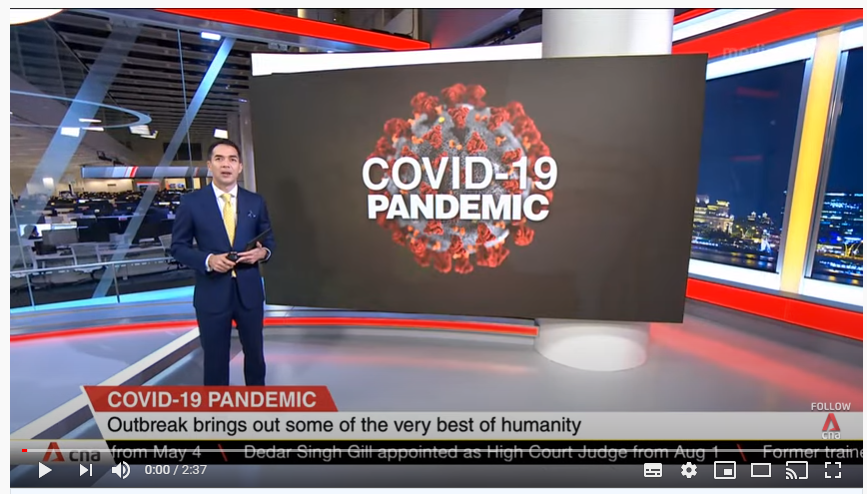 COVID-19
PANDEMIC
COVID-19 PANDEMIC
Outbreak brings out some of the very best of humanity
FOLLOW
cna
cna from May 4 \ Dedar Singh Gill appointed as High Court Judge from Aug 1 \ Former
0:00 / 2:37